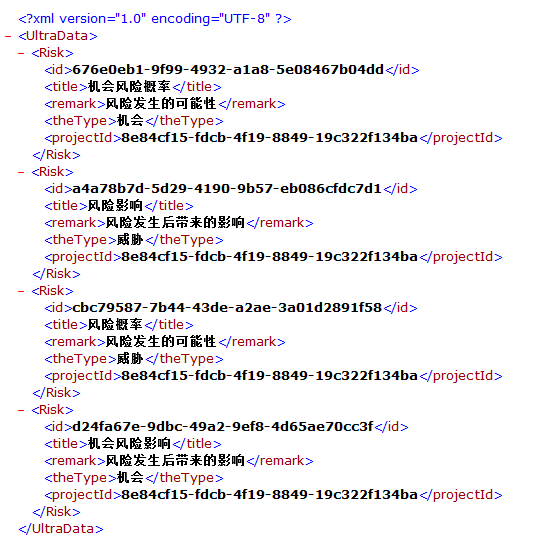 <?xml version="1.0" encoding="UTF-8" ?>
- <UltraData>
- <Risk>
<id>676e0eb1-9f99-4932-a1a8-5e08467b04dd</id>
<title>机会风险概率</title>
<remark>风险发生的可能性</remark>
<theType>机会</theType>
<projectId>8e84cf15-fdcb-4f19-8849-19c322f134ba</projectId>
</Risk>
- <Risk>
<id>a4a78b7d-5d29-4190-9b57-eb086cfdc7d1</id>
<title>风险影响</title>
<remark>风险发生后带来的影响</remark>
<theType>威胁</theType>
<projectId>8e84cf15-fdcb-4f19-8849-19c322f134ba</projectId>
</Risk>
- <Risk>
<id>cbc79587-7b44-43de-a2ae-3a01d2891f58</id>
<title>风险概率</title>
<remark>风险发生的可能性</remark>
<theType>威胁</theType>
<projectId>8e84cf15-fdcb-4f19-8849-19c322f134ba</projectId>
</Risk>
- <Risk>
<id>d24fa67e-9dbc-49a2-9ef8-4d65ae70cc3f</id>
<title>机会风险影响</title>
<remark>风险发生后带来的影响</remark>
<theType>机会</theType>
<projectId>8e84cf15-fdcb-4f19-8849-19c322f134ba</projectId>
</Risk>
</UltraData>